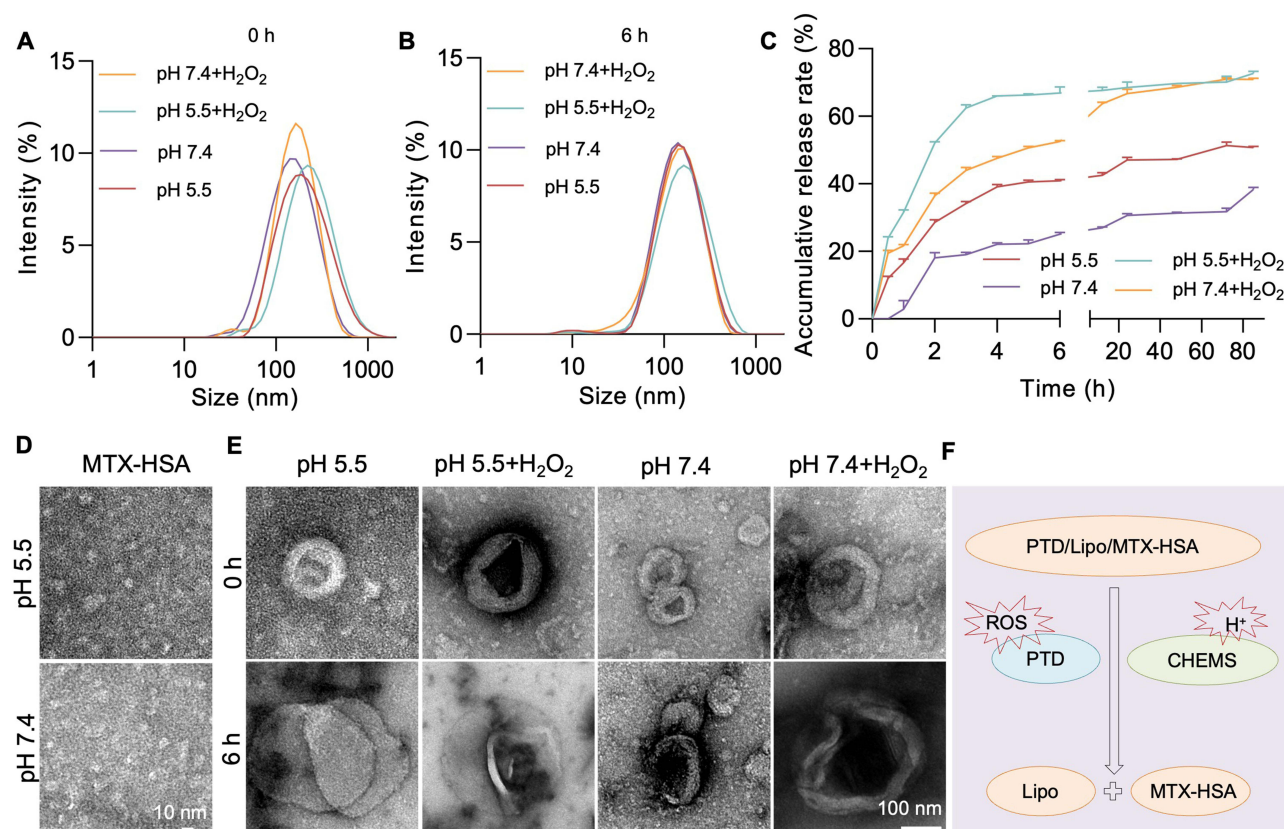 A
0 h
15
10
5
0
Intensity (%)
pH 7.4+H₂O₂
pH 5.5+H₂O₂
pH 7.4
pH 5.5
1 10 100 1000
Size (nm)
B
6 h
15
10
5
0
Intensity (%)
pH 7.4+H₂O₂
pH 5.5+H₂O₂
pH 7.4
pH 5.5
1 10 100 1000
Size (nm)
C
80
60
40
20
0
Accumulative release rate (%)
pH 5.5 pH 5.5+H₂O₂
pH 7.4 pH 7.4+H₂O₂
0 2 4 6 20 40 60 80
Time (h)
D
MTX-HSA
pH 5.5
pH 7.4
10 nm
E
pH 5.5 pH 5.5+H₂O₂ pH 7.4 pH 7.4+H₂O₂
0 h
6 h
100 nm
F
PTD/Lipo/MTX-HSA
ROS H⁺
PTD CHEMS
Lipo MTX-HSA